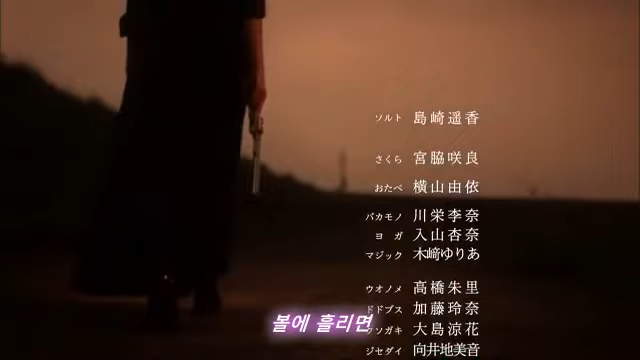 ソルト 島崎遥香
さくら 宮脇咲良
おたべ 横山由依
バカモノ 川栄李奈
ヨガ 入山杏奈
マジック 木﨑ゆりあ
ウオノメ 高橋朱里
ドドブス 加藤玲奈
クソガキ 大島涼花
ジセダイ 向井地美音
볼에 흘리면